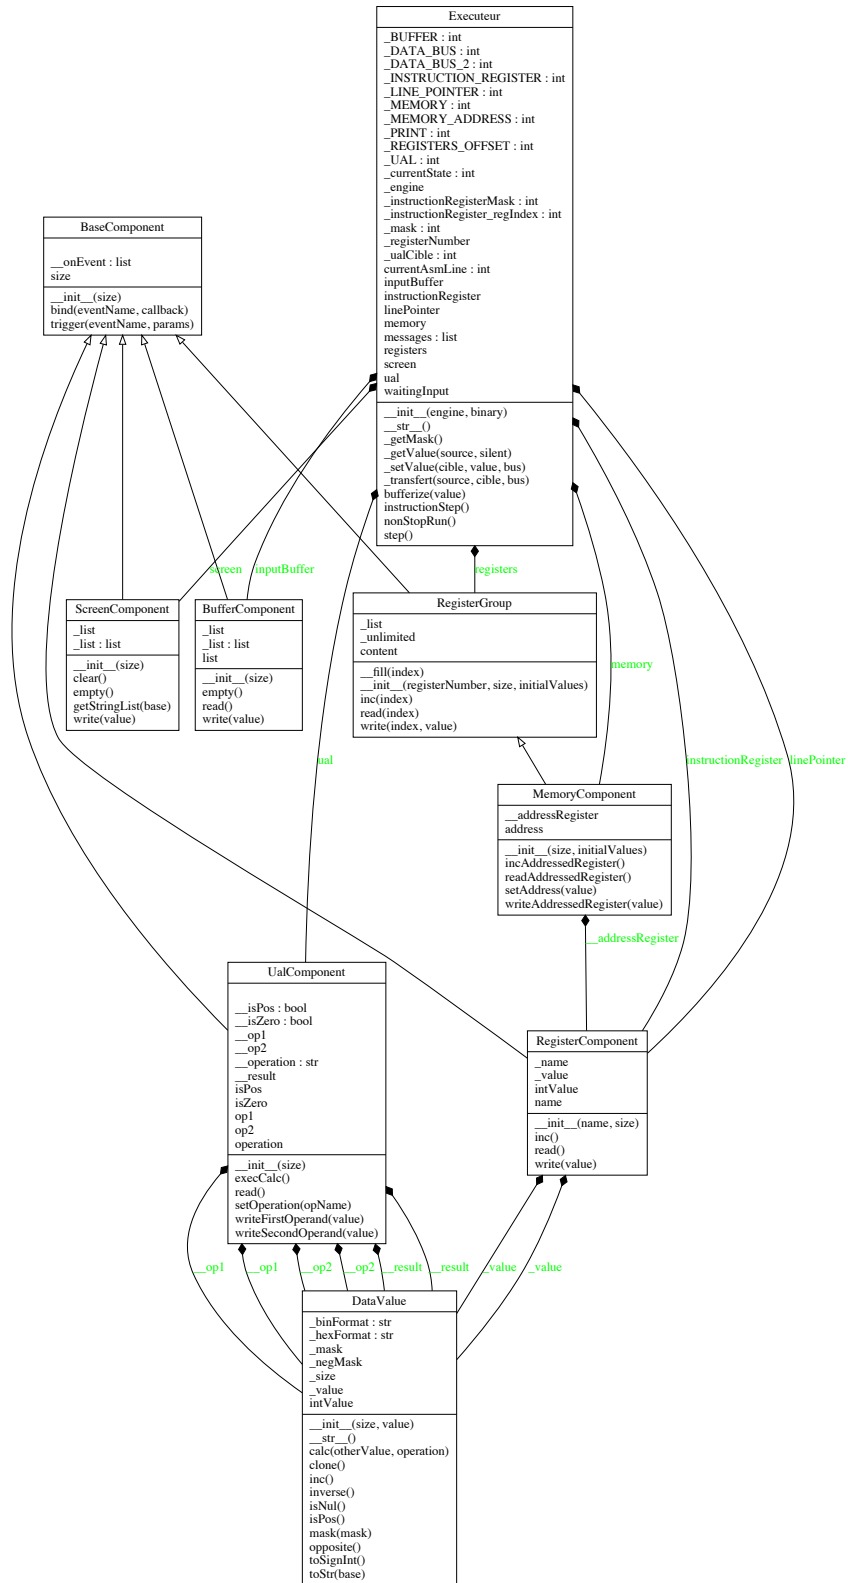 Executeur
_BUFFER : int
_DATA_BUS : int
_DATA_BUS_2 : int
_INSTRUCTION_REGISTER : int
_LINE_POINTER : int
_MEMORY : int
_MEMORY_ADDRESS : int
_PRINT : int
_REGISTERS_OFFSET : int
_UAL : int
_currentState : int
_engine
_instructionRegisterMask : int
_instructionRegister_regIndex : int
_mask : int
_registerNumber
_ualCible : int
currentAsmLine : int
inputBuffer
instructionRegister
linePointer
memory
messages : list
registers
screen
ual
waitingInput
__init__(engine, binary)
__str__()
_getMask()
_getValue(source, silent)
_setValue(cible, value, bus)
_transfert(source, cible, bus)
bufferize(value)
instructionStep()
nonStopRun()
step()
BaseComponent
__onEvent : list
size
__init__(size)
bind(eventName, callback)
trigger(eventName, params)
screen
inputBuffer
registers
ScreenComponent
_list
_list : list
__init__(size)
clear()
empty()
getStringList(base)
write(value)
BufferComponent
_list
_list : list
list
__init__(size)
empty()
read()
write(value)
RegisterGroup
_list
_unlimited
content
__fill(index)
__init__(registerNumber, size, initialValues)
inc(index)
read(index)
write(index, value)
memory
ual
instructionRegister
linePointer
MemoryComponent
__addressRegister
address
__init__(size, initialValues)
incAddressedRegister()
readAddressedRegister()
setAddress(value)
writeAddressedRegister(value)
__addressRegister
UalComponent
__isPos : bool
__isZero : bool
__op1
__op2
__operation : str
__result
isPos
isZero
op1
op2
operation
__init__(size)
execCalc()
read()
setOperation(opName)
writeFirstOperand(value)
writeSecondOperand(value)
RegisterComponent
_name
_value
intValue
name
__init__(name, size)
inc()
read()
write(value)
__op1
__op1
__op2
__op2
__result
__result
_value
_value
DataValue
_binFormat : str
_hexFormat : str
_mask
_negMask
_size
_value
intValue
__init__(size, value)
__str__()
calc(otherValue, operation)
clone()
inc()
inverse()
isNul()
isPos()
mask(mask)
opposite()
toSignInt()
toStr(base)